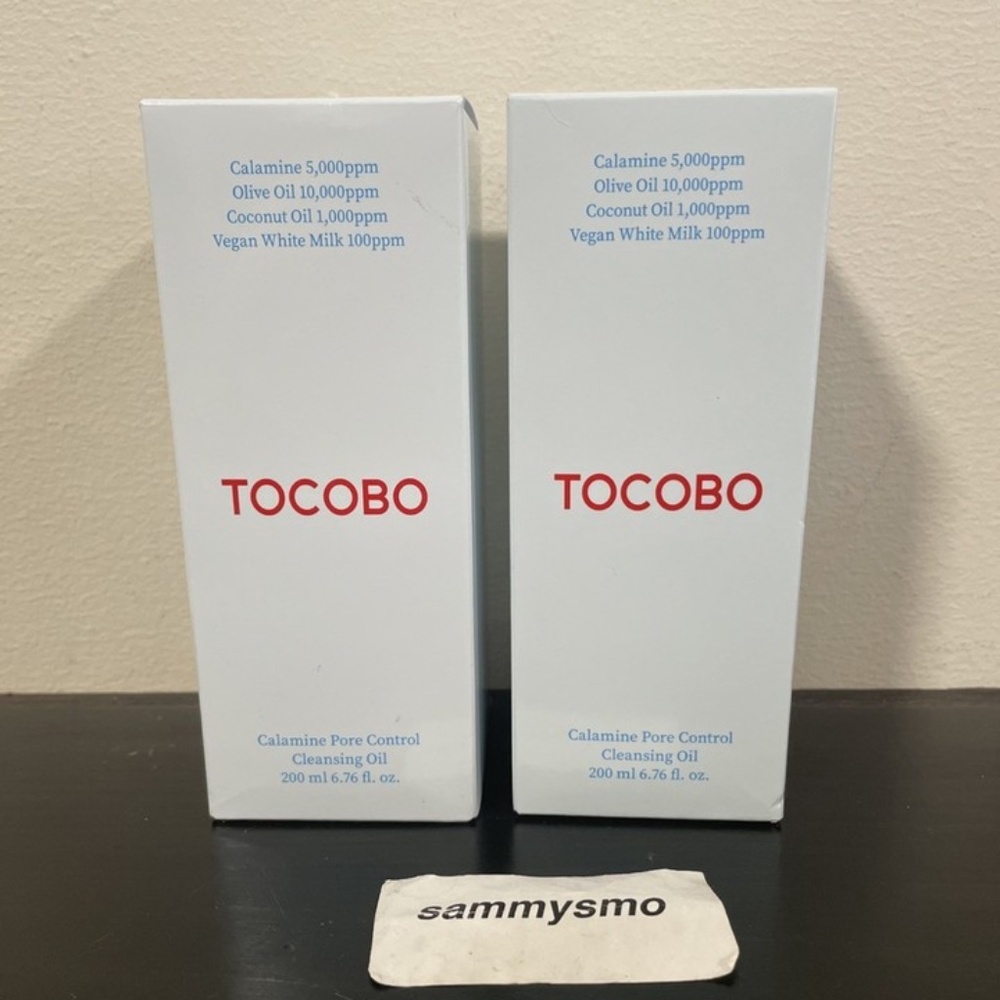 Calamine 5,000ppm
Olive Oil 10,000ppm
Coconut Oil 1,000ppm
Vegan White Milk 100ppm
TOCOBO
Calamine Pore Control
Cleansing Oil
200 ml 6.76 fl. oz.
Calamine 5,000ppm
Olive Oil 10,000ppm
Coconut Oil 1,000ppm
Vegan White Milk 100ppm
TOCOBO
Calamine Pore Control
Cleansing Oil
200 ml 6.76 fl. oz.
sammysmo